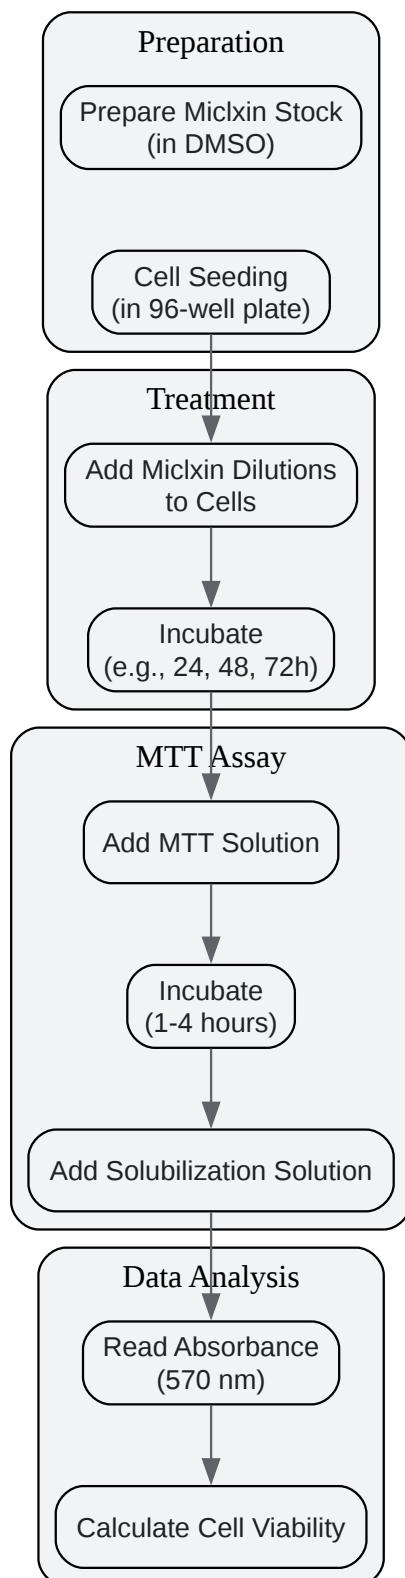 Preparation
Prepare Miclxin Stock
(in DMSO)
Cell Seeding
(in 96-well plate)
Treatment
Add Miclxin Dilutions
to Cells
Incubate
(e.g., 24, 48, 72h)
MTT Assay
Add MTT Solution
Incubate
(1-4 hours)
Add Solubilization Solution
Data Analysis
Read Absorbance
(570 nm)
Calculate Cell Viability